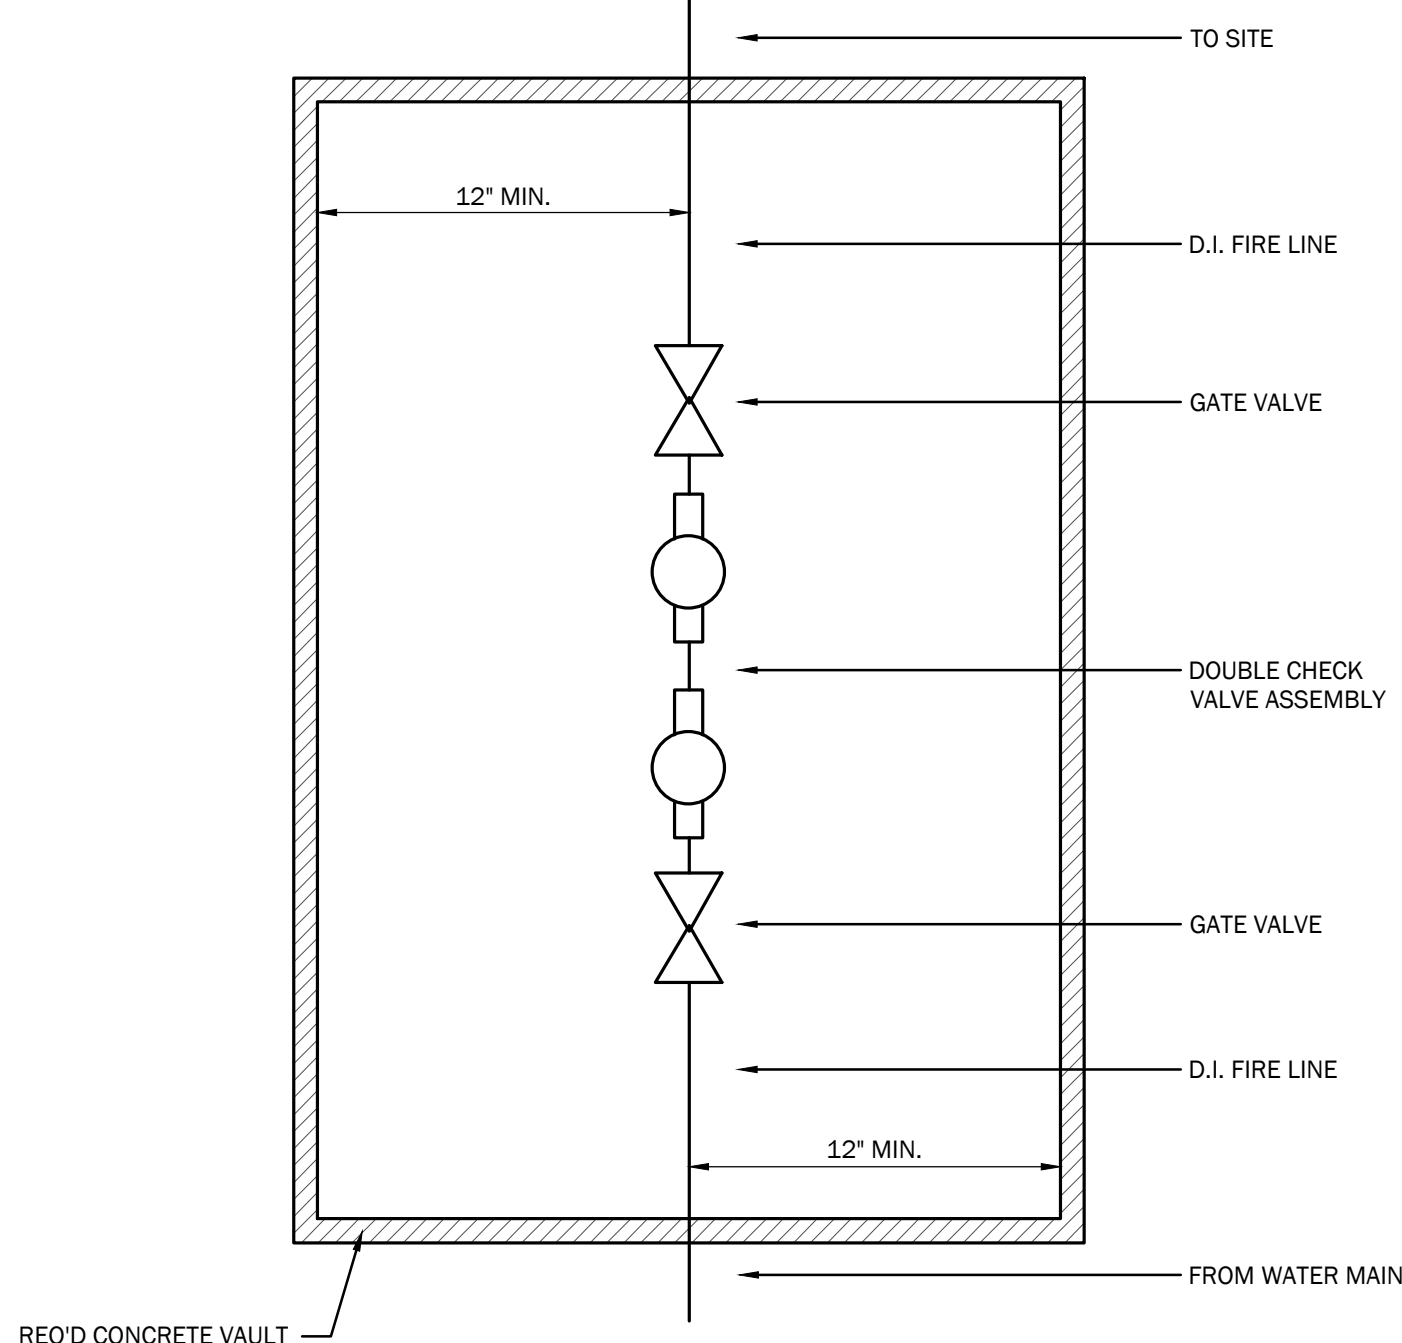 TO SITE
12" MIN.
D.I. FIRE LINE
GATE VALVE
DOUBLE CHECK
VALVE ASSEMBLY
GATE VALVE
D.I. FIRE LINE
12" MIN.
FROM WATER MAIN
REQ'D CONCRETE VAULT